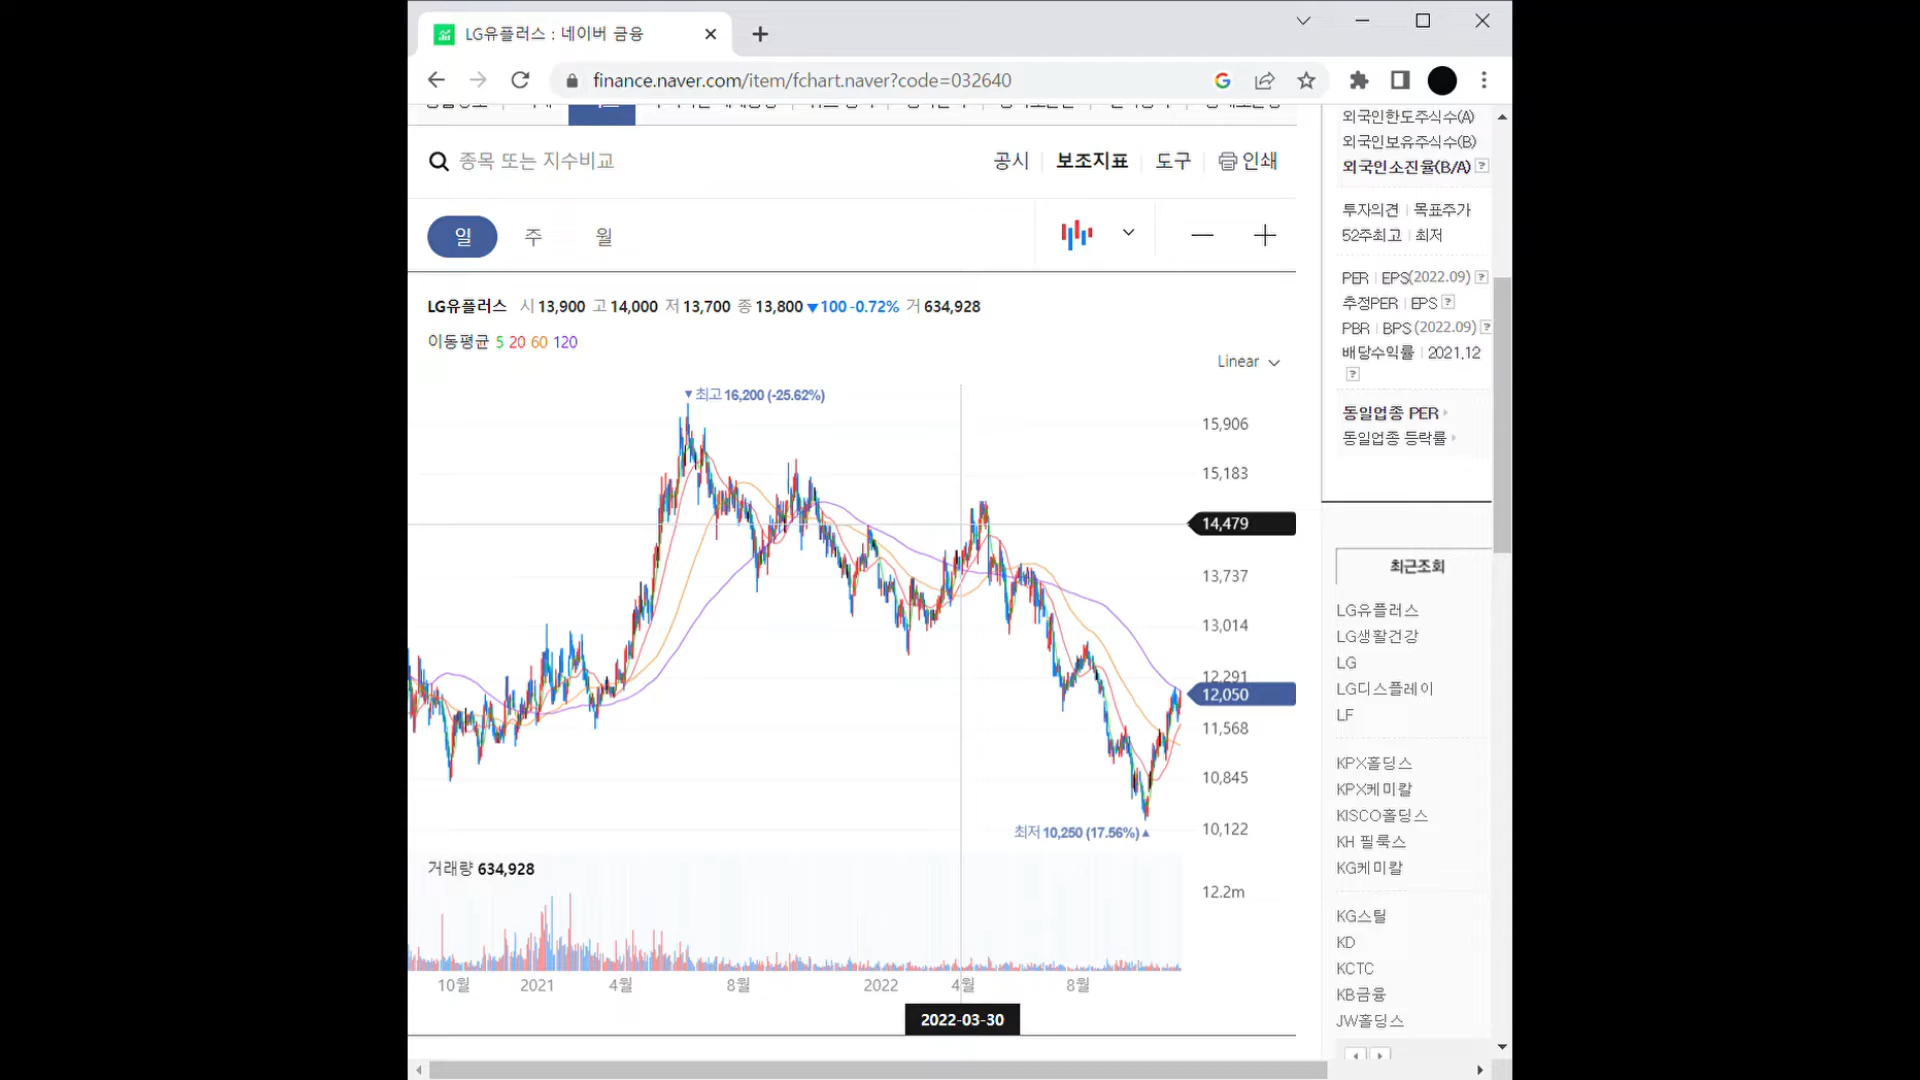 LG유플러스 : 네이버 금융
finance.naver.com/item/fchart.naver?code=032640
종목 또는 지수비교
공시 보조지표 도구 인쇄
일 주 월
LG유플러스 시 13,900 고 14,000 저 13,700 종 13,800 ▼100 -0.72% 거 634,928
이동평균 5 20 60 120
Linear
▼최고 16,200 (-25.62%)
15,906
15,183
14,479
13,737
13,014
12,291
12,050
11,568
10,845
10,122
최저 10,250 (17.56%)▲
거래량 634,928
12.2m
10월 2021 4월 8월 2022 4월 8월
2022-03-30
외국인한도주식수(A)
외국인보유주식수(B)
외국인소진율(B/A) ?
투자의견 | 목표주가
52주최고 | 최저
PER | EPS(2022.09) ?
추정PER | EPS ?
PBR | BPS (2022.09) ?
배당수익률 | 2021.12
?
동일업종 PER
동일업종 등락률
최근조회
LG유플러스
LG생활건강
LG
LG디스플레이
LF
KPX홀딩스
KPX케미칼
KISCO홀딩스
KH 필룩스
KG케미칼
KG스틸
KD
KCTC
KB금융
JW홀딩스